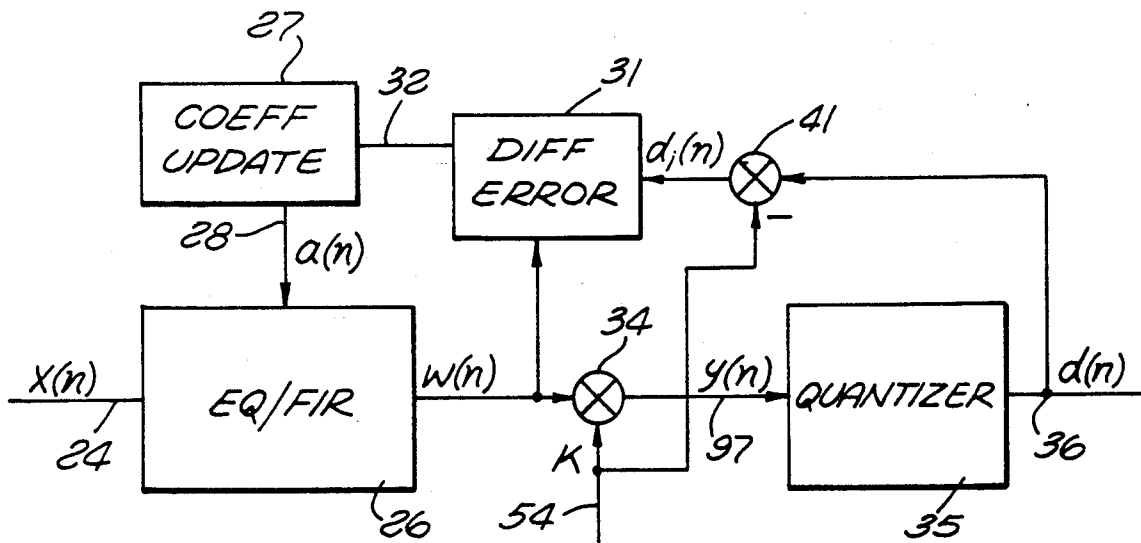 27
COEFF
UPDATE
32
31
DIFF
ERROR
d₁(n)
41
−
28
a(n)
34
X(n)
24
EQ/FIR
26
W(n)
K
54
y(n)
97
QUANTIZER
35
d(n)
36